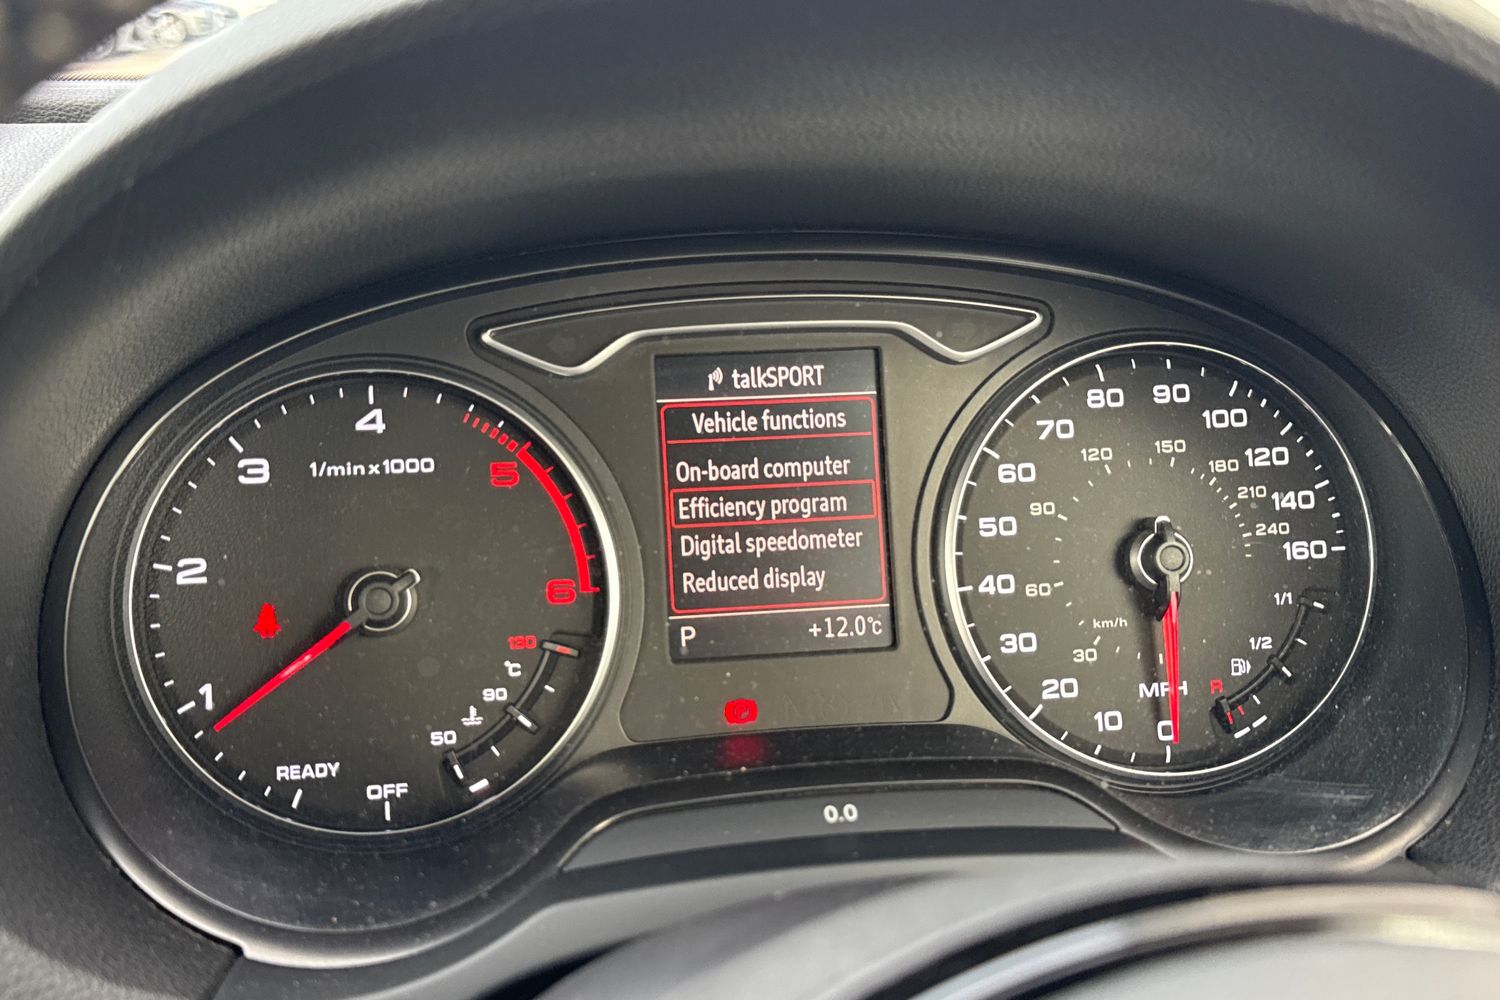 talkSPORT
Vehicle functions
On-board computer
Efficiency program
Digital speedometer
Reduced display
P +12.0°C
0.0
1/min x 1000
OFF
READY
1
2
3
4
5
6
120
°C
90
50
MPH
0
10
20
30
40
50
60
70
80
90
100
120
140
160
km/h
30
60
90
120
150
180
210
240
1/1
1/2
R